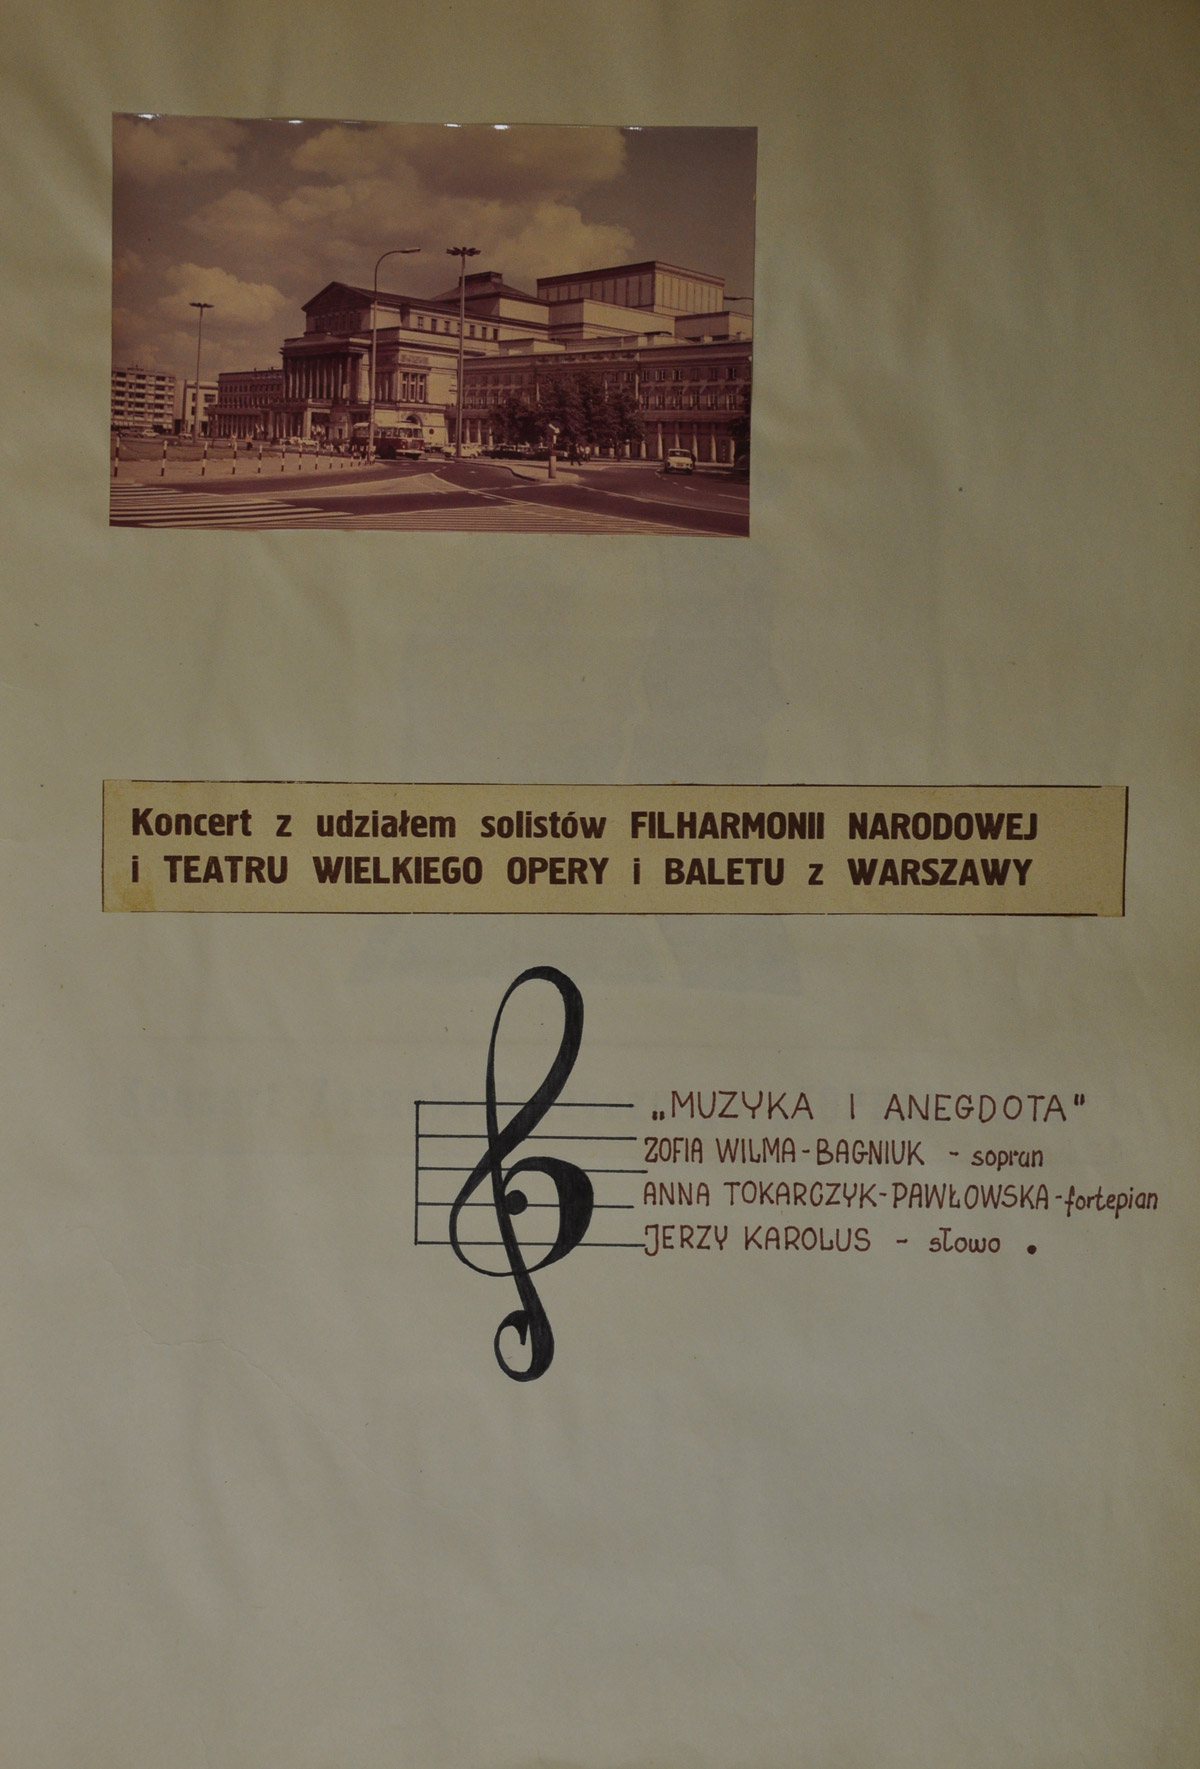 Koncert z udziałem solistów FILHARMONII NARODOWEJ
i TEATRU WIELKIEGO OPERY i BALETU z WARSZAWY
„MUZYKA I ANEGDOTA"
ZOFIA WILMA-BAGNIUK - sopran
ANNA TOKARCZYK-PAWŁOWSKA-fortepian
JERZY KAROLUS - słowo .